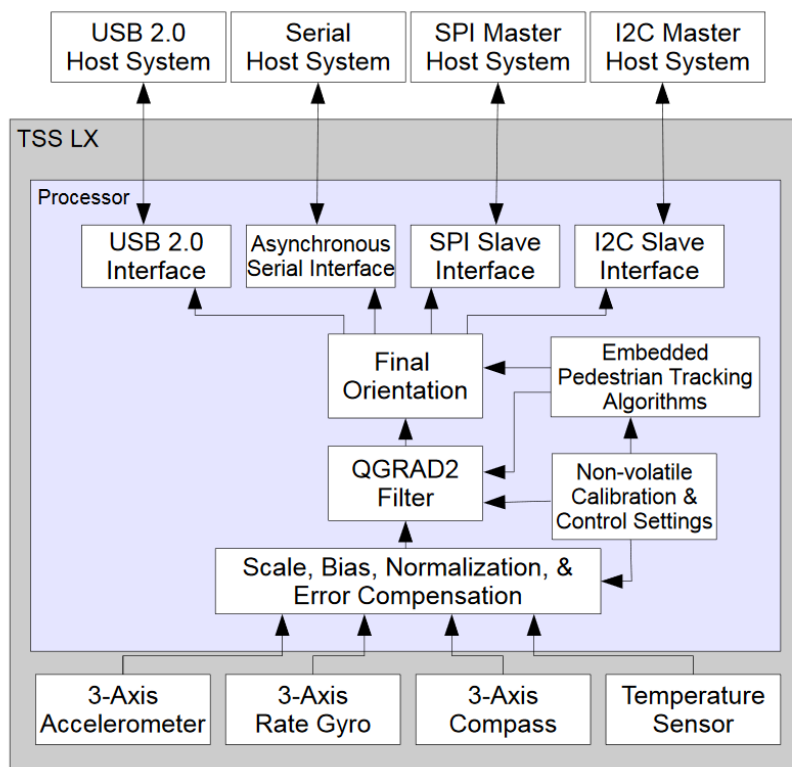 USB 2.0
Host System
Serial
Host System
SPI Master
Host System
I2C Master
Host System
TSS LX
Processor
USB 2.0
Interface
Asynchronous
Serial Interface
SPI Slave
Interface
I2C Slave
Interface
Final
Orientation
Embedded
Pedestrian Tracking
Algorithms
QGRAD2
Filter
Non-volatile
Calibration &
Control Settings
Scale, Bias, Normalization, &
Error Compensation
3-Axis
Accelerometer
3-Axis
Rate Gyro
3-Axis
Compass
Temperature
Sensor